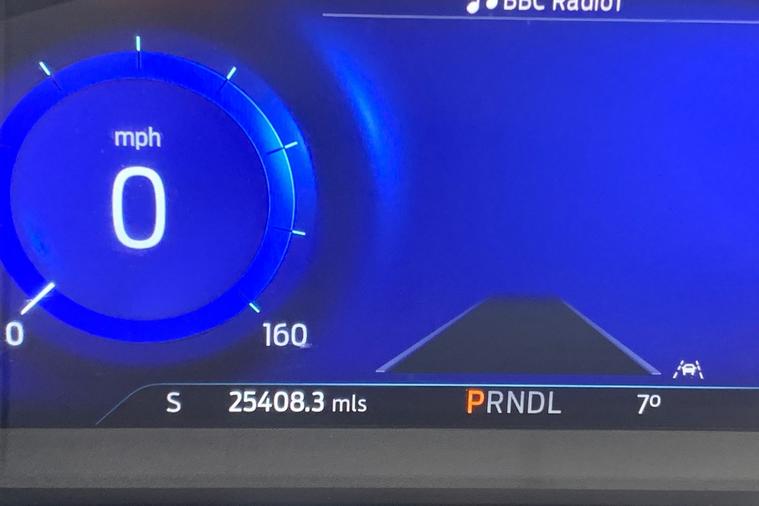 BBC Radio1
mph
0
0 160
S 25408.3 mls PRNDL 7º